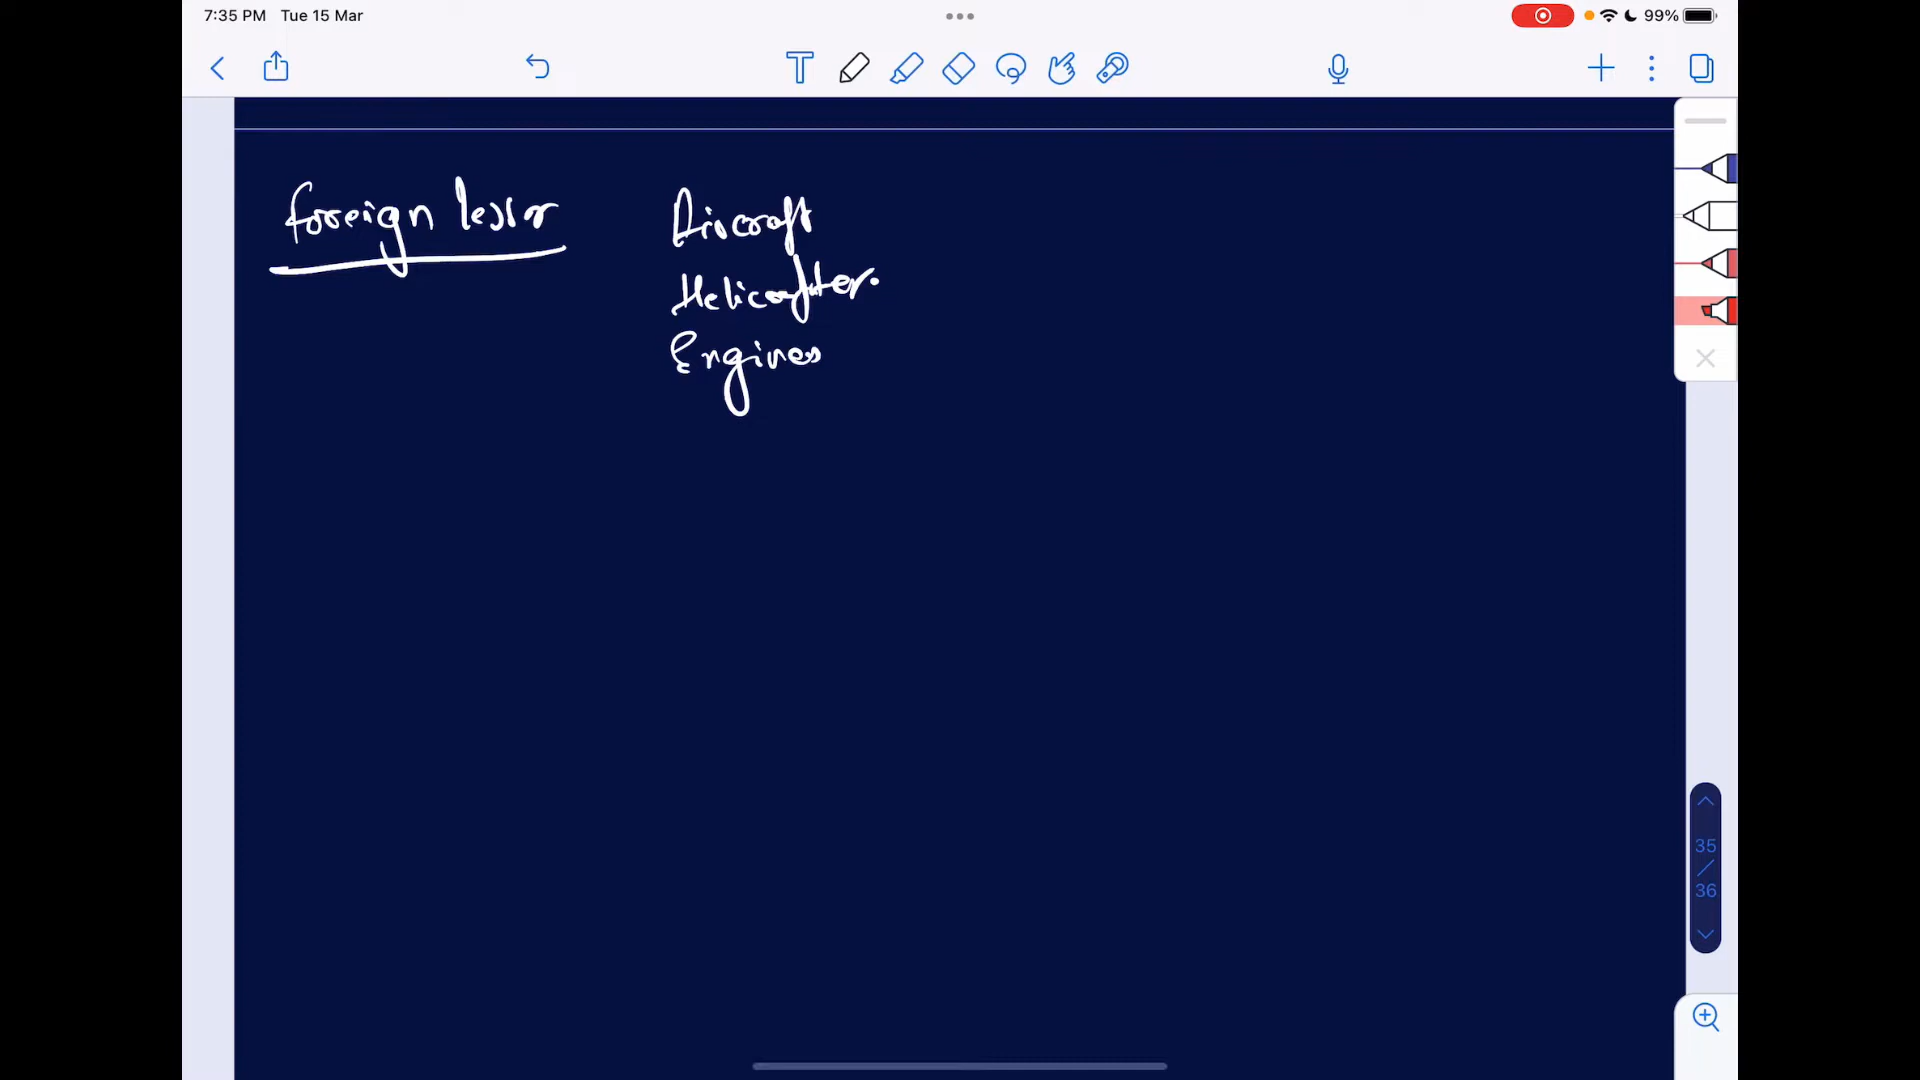 7:35 PM Tue 15 Mar 99%
T
foreign lessor
Aircraft
Helicopter.
Engines
35
36